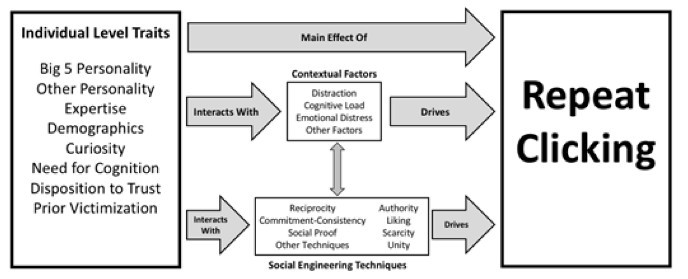 Individual Level Traits
Big 5 Personality
Other Personality
Expertise
Demographics
Curiosity
Need for Cognition
Disposition to Trust
Prior Victimization
Main Effect Of
Interacts With
Contextual Factors
Distraction
Cognitive Load
Emotional Distress
Other Factors
Drives
Interacts
With
Reciprocity
Commitment-Consistency
Social Proof
Other Techniques
Authority
Liking
Scarcity
Unity
Social Engineering Techniques
Drives
Repeat
Clicking